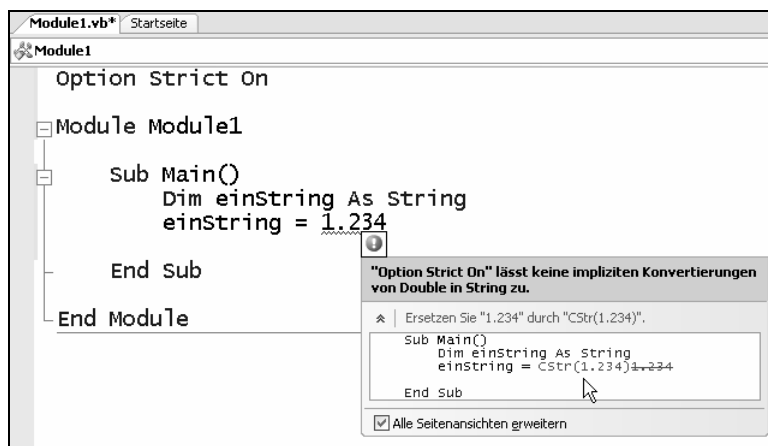 Module1.vb* Startseite
Module1
Option Strict On
Module Module1
Sub Main()
Dim einString As String
einString = 1.234
End Sub
End Module
"Option Strict On" lässt keine impliziten Konvertierungen
von Double in String zu.
Ersetzen Sie "1.234" durch "CStr(1.234)".
Sub Main()
Dim einString As String
einString = CStr(1.234)1.234
End Sub
Alle Seitenansichten erweitern